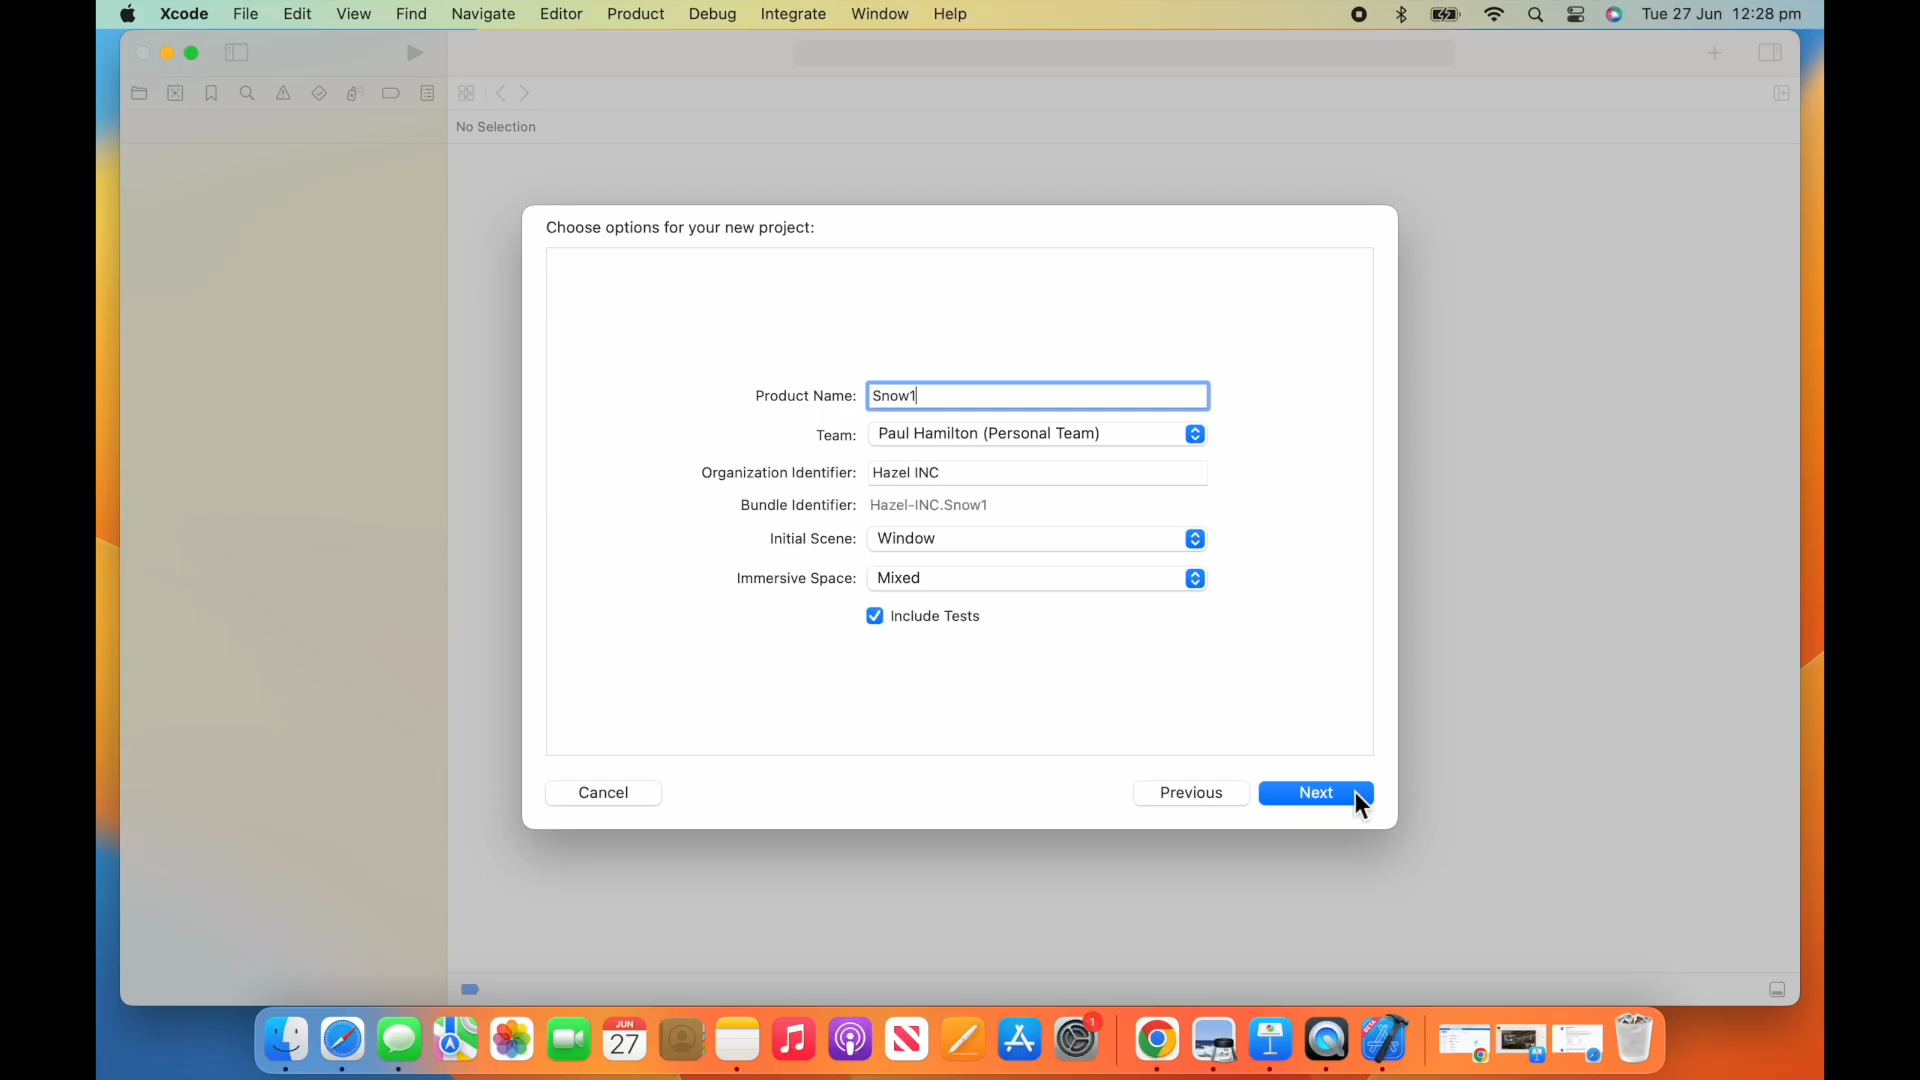 Xcode File Edit View Find Navigate Editor Product Debug Integrate Window Help Tue 27 Jun 12:28 pm
No Selection
Choose options for your new project:
Product Name: Snow1
Team: Paul Hamilton (Personal Team)
Organization Identifier: Hazel INC
Bundle Identifier: Hazel-INC.Snow1
Initial Scene: Window
Immersive Space: Mixed
Include Tests
Cancel Previous Next
JUN
27
1
BETA